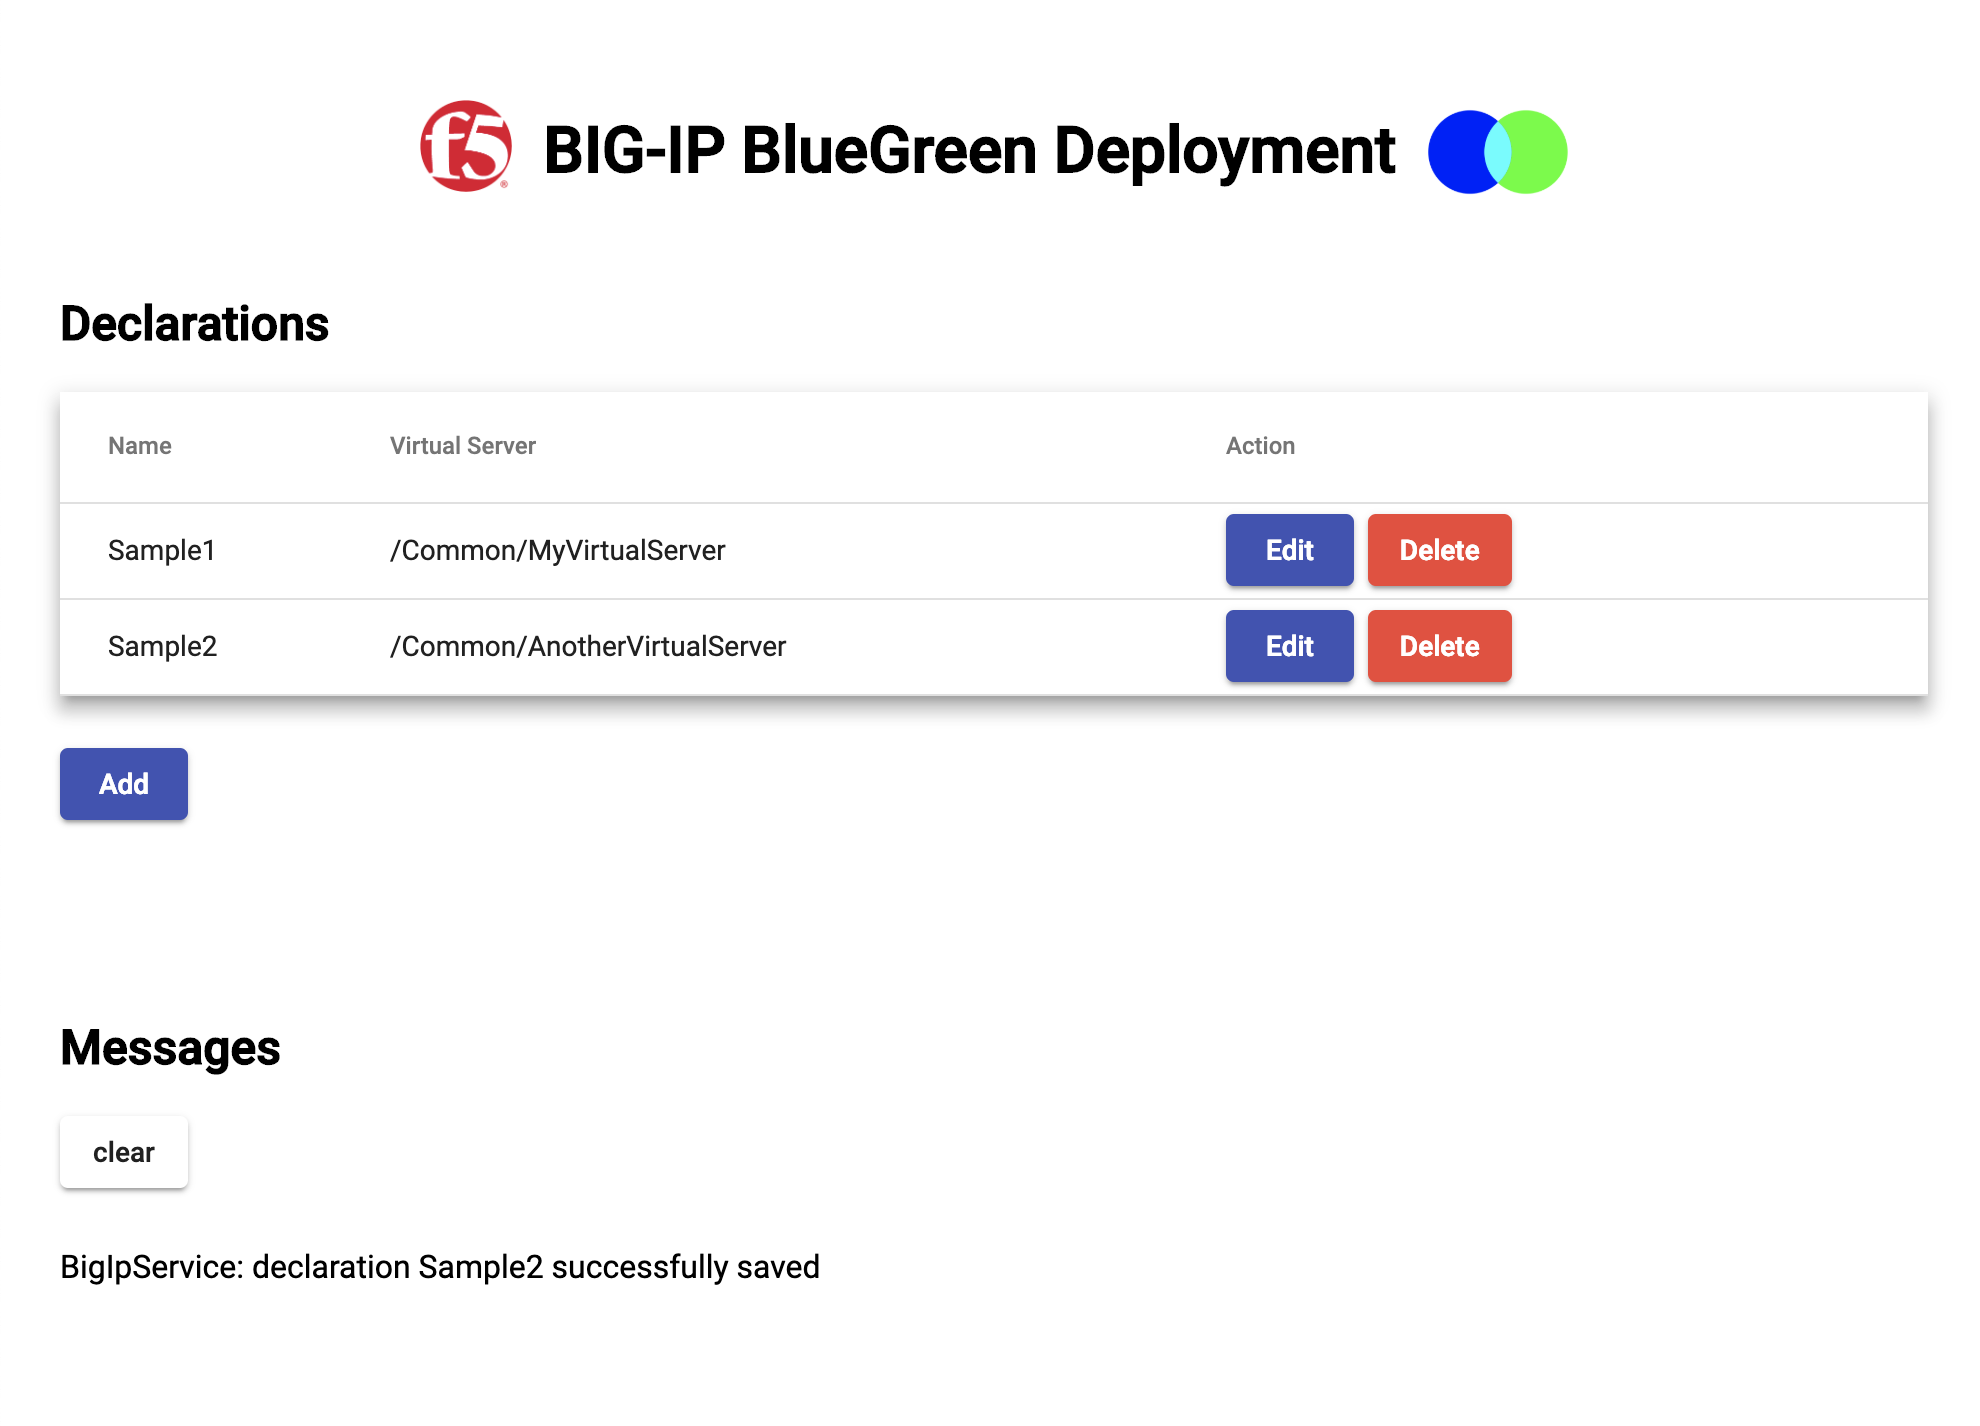 f5 BIG-IP BlueGreen Deployment
Declarations
Name Virtual Server Action
Sample1 /Common/MyVirtualServer Edit Delete
Sample2 /Common/AnotherVirtualServer Edit Delete
Add
Messages
clear
BigIpService: declaration Sample2 successfully saved